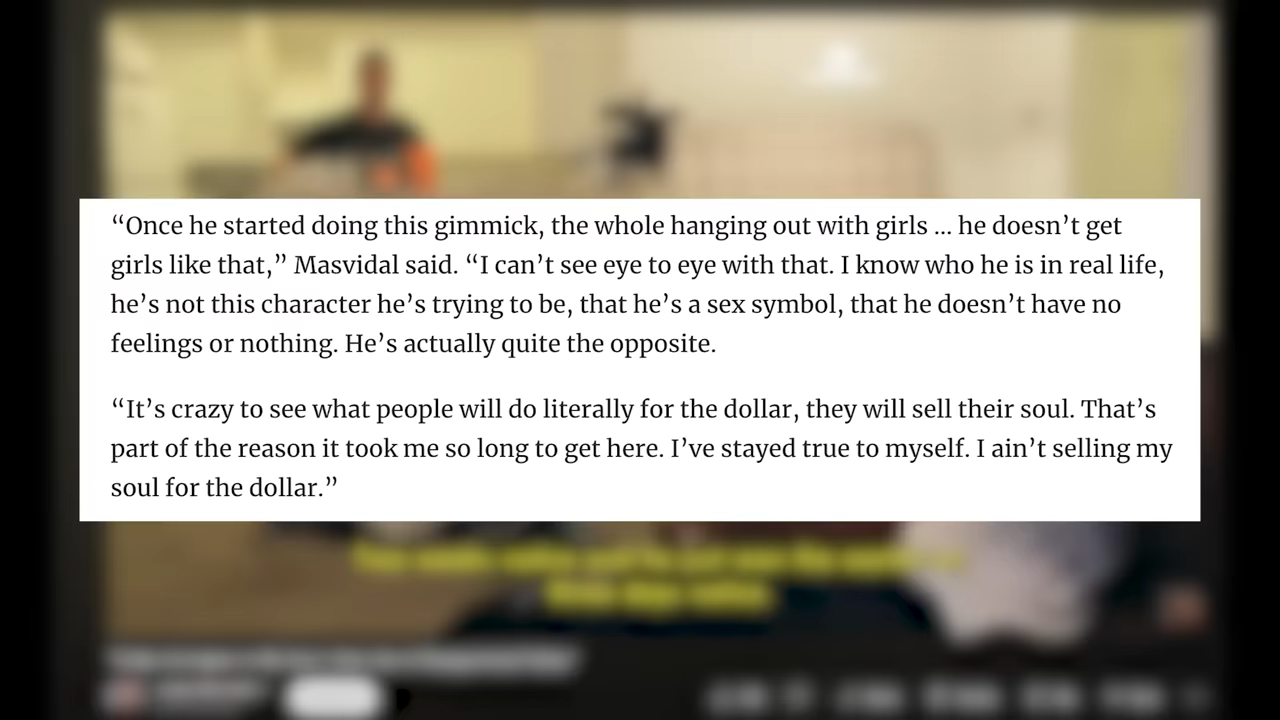 “Once he started doing this gimmick, the whole hanging out with girls ... he doesn’t get
girls like that,” Masvidal said. “I can’t see eye to eye with that. I know who he is in real life,
he’s not this character he’s trying to be, that he’s a sex symbol, that he doesn’t have no
feelings or nothing. He’s actually quite the opposite.
“It’s crazy to see what people will do literally for the dollar, they will sell their soul. That’s
part of the reason it took me so long to get here. I’ve stayed true to myself. I ain’t selling my
soul for the dollar.”